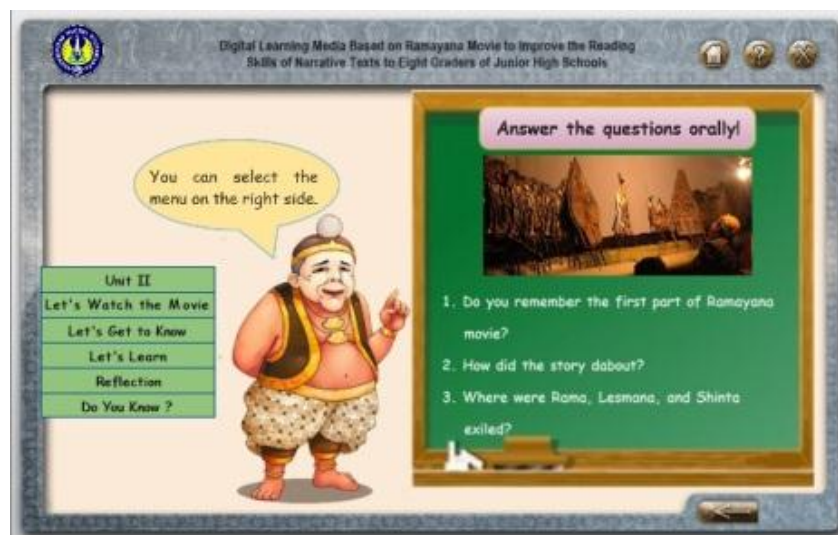 Digital Learning Media Based on Ramayana Movie to Improve the Reading
Skills of Narrative Texts to Eight Graders of Junior High Schools
You can select the
menu on the right side.
Unit II
Let's Watch the Movie
Let's Get to Know
Let's Learn
Reflection
Do You Know ?
Answer the questions orally!
1. Do you remember the first part of Ramayana
movie?
2. How did the story dabout?
3. Where were Rama, Lesmana, and Shinta
exiled?